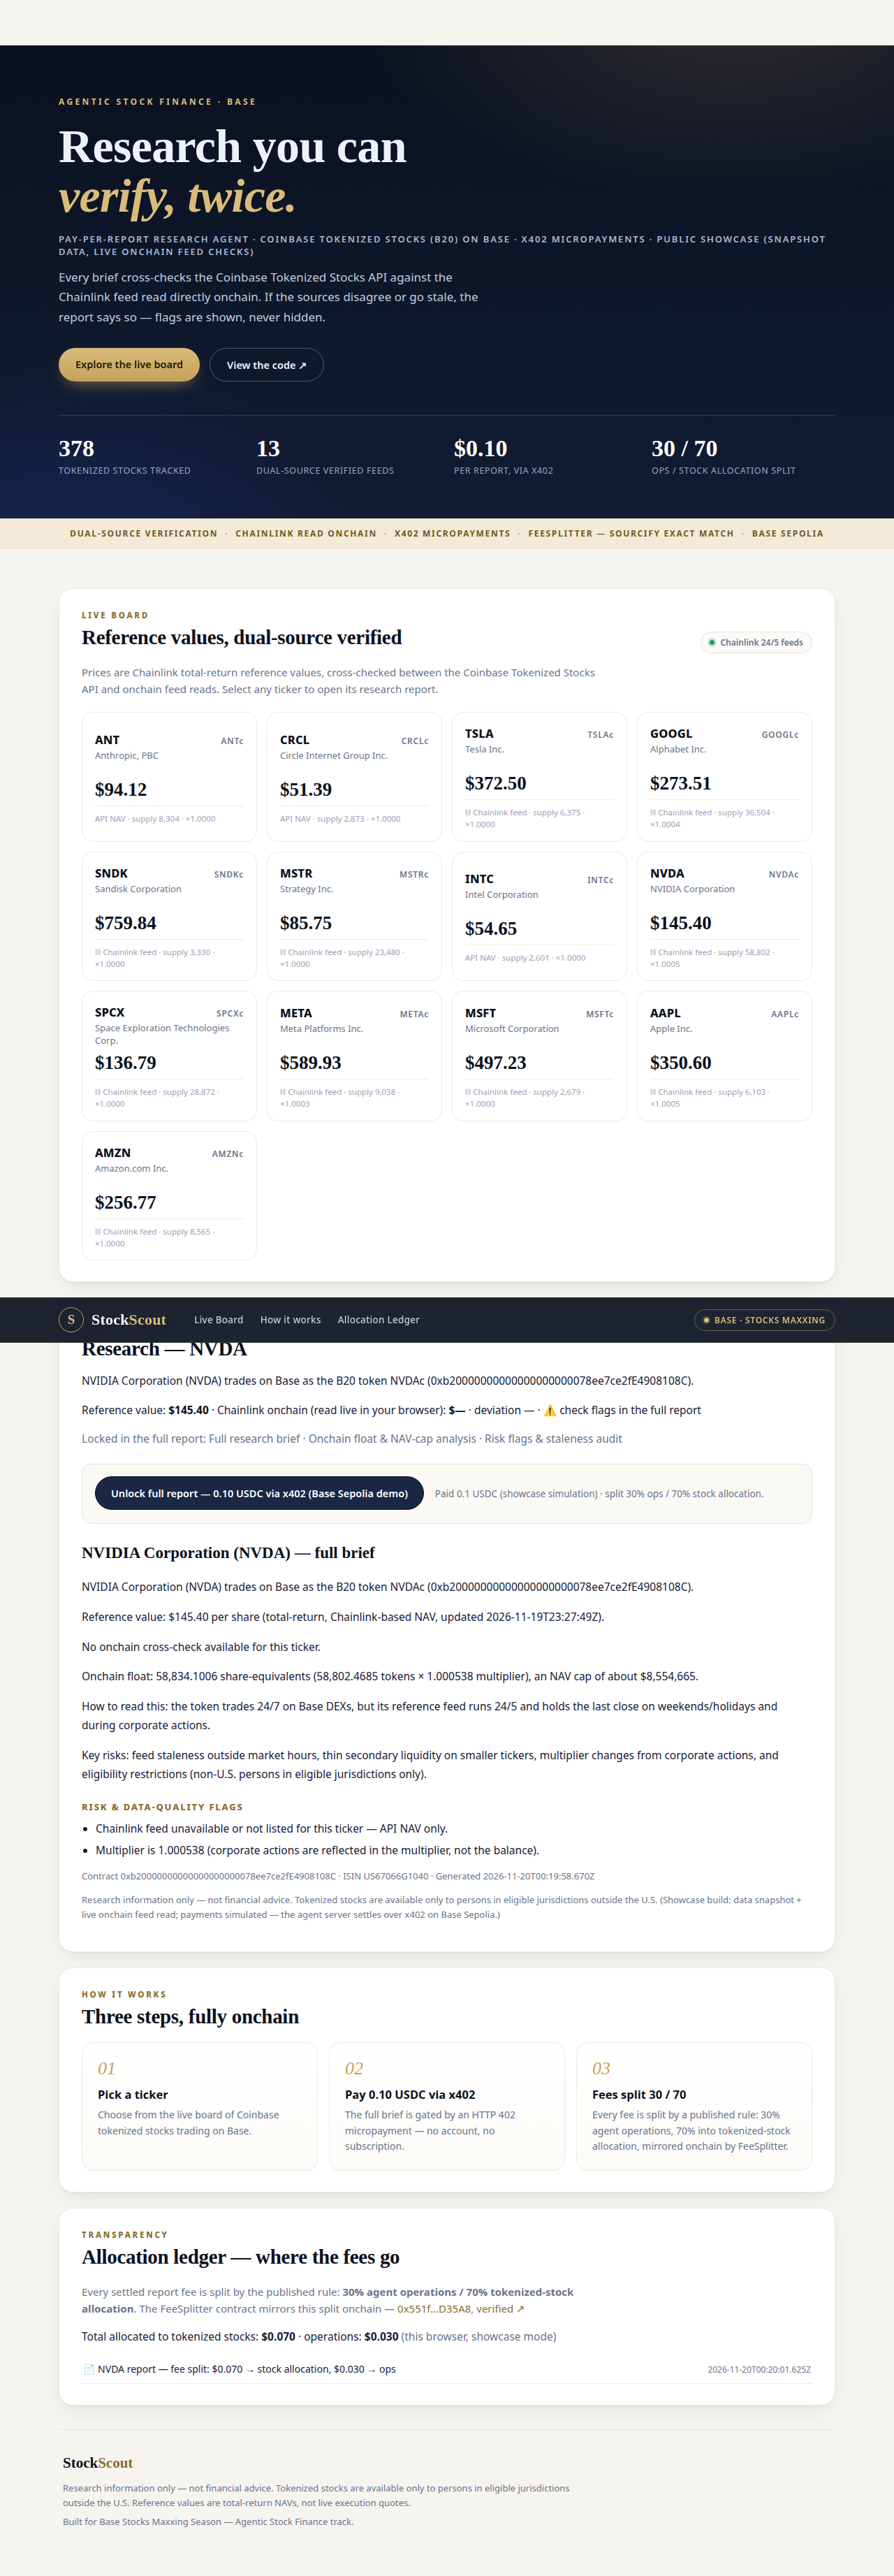 AGENTIC STOCK FINANCE · BASE
Research you can
verify, twice.
PAY-PER-REPORT RESEARCH AGENT · COINBASE TOKENIZED STOCKS (B20) ON BASE · X402 MICROPAYMENTS · PUBLIC SHOWCASE (SNAPSHOT
DATA, LIVE ONCHAIN FEED CHECKS)
Every brief cross-checks the Coinbase Tokenized Stocks API against the
Chainlink feed read directly onchain. If the sources disagree or go stale, the
report says so — flags are shown, never hidden.
Explore the live board
View the code ↗
378
TOKENIZED STOCKS TRACKED
13
DUAL-SOURCE VERIFIED FEEDS
$0.10
PER REPORT, VIA X402
30 / 70
OPS / STOCK ALLOCATION SPLIT
DUAL-SOURCE VERIFICATION · CHAINLINK READ ONCHAIN · X402 MICROPAYMENTS · FEESPLITTER — SOURCIFY EXACT MATCH · BASE SEPOLIA
LIVE BOARD
Reference values, dual-source verified
Chainlink 24/5 feeds
Prices are Chainlink total-return reference values, cross-checked between the Coinbase Tokenized Stocks
API and onchain feed reads. Select any ticker to open its research report.
ANT ANTc
Anthropic, PBC
$94.12
API NAV · supply 8,304 · ×1.0000
CRCL CRCLc
Circle Internet Group Inc.
$51.39
API NAV · supply 2,873 · ×1.0000
TSLA TSLAc
Tesla Inc.
$372.50
⛓ Chainlink feed · supply 6,375 ·
×1.0000
GOOGL GOOGLc
Alphabet Inc.
$273.51
⛓ Chainlink feed · supply 36,504 ·
×1.0004
SNDK SNDKc
Sandisk Corporation
$759.84
⛓ Chainlink feed · supply 3,330 ·
×1.0000
MSTR MSTRc
Strategy Inc.
$85.75
⛓ Chainlink feed · supply 23,480 ·
×1.0000
INTC INTCc
Intel Corporation
$54.65
API NAV · supply 2,601 · ×1.0000
NVDA NVDAc
NVIDIA Corporation
$145.40
⛓ Chainlink feed · supply 58,802 ·
×1.0005
SPCX SPCXc
Space Exploration Technologies
Corp.
$136.79
⛓ Chainlink feed · supply 28,872 ·
×1.0000
META METAc
Meta Platforms Inc.
$589.93
⛓ Chainlink feed · supply 9,038 ·
×1.0003
MSFT MSFTc
Microsoft Corporation
$497.23
⛓ Chainlink feed · supply 2,679 ·
×1.0000
AAPL AAPLc
Apple Inc.
$350.60
⛓ Chainlink feed · supply 6,103 ·
×1.0005
AMZN AMZNc
Amazon.com Inc.
$256.77
⛓ Chainlink feed · supply 8,565 ·
×1.0000
S StockScout Live Board How it works Allocation Ledger BASE · STOCKS MAXXING
Research — NVDA
NVIDIA Corporation (NVDA) trades on Base as the B20 token NVDAc (0xb20000000000000000000078ee7ce2fE4908108C).
Reference value: $145.40 · Chainlink onchain (read live in your browser): $— · deviation — · ⚠️ check flags in the full report
Locked in the full report: Full research brief · Onchain float & NAV-cap analysis · Risk flags & staleness audit
Unlock full report — 0.10 USDC via x402 (Base Sepolia demo)
Paid 0.1 USDC (showcase simulation) · split 30% ops / 70% stock allocation.
NVIDIA Corporation (NVDA) — full brief
NVIDIA Corporation (NVDA) trades on Base as the B20 token NVDAc (0xb20000000000000000000078ee7ce2fE4908108C).
Reference value: $145.40 per share (total-return, Chainlink-based NAV, updated 2026-11-19T23:27:49Z).
No onchain cross-check available for this ticker.
Onchain float: 58,834.1006 share-equivalents (58,802.4685 tokens × 1.000538 multiplier), an NAV cap of about $8,554,665.
How to read this: the token trades 24/7 on Base DEXs, but its reference feed runs 24/5 and holds the last close on weekends/holidays and
during corporate actions.
Key risks: feed staleness outside market hours, thin secondary liquidity on smaller tickers, multiplier changes from corporate actions, and
eligibility restrictions (non-U.S. persons in eligible jurisdictions only).
RISK & DATA-QUALITY FLAGS
• Chainlink feed unavailable or not listed for this ticker — API NAV only.
• Multiplier is 1.000538 (corporate actions are reflected in the multiplier, not the balance).
Contract 0xb20000000000000000000078ee7ce2fE4908108C · ISIN US67066G1040 · Generated 2026-11-20T00:19:58.670Z
Research information only — not financial advice. Tokenized stocks are available only to persons in eligible jurisdictions outside the U.S. (Showcase build: data snapshot +
live onchain feed read; payments simulated — the agent server settles over x402 on Base Sepolia.)
HOW IT WORKS
Three steps, fully onchain
01
Pick a ticker
Choose from the live board of Coinbase
tokenized stocks trading on Base.
02
Pay 0.10 USDC via x402
The full brief is gated by an HTTP 402
micropayment — no account, no
subscription.
03
Fees split 30 / 70
Every fee is split by a published rule: 30%
agent operations, 70% into tokenized-stock
allocation, mirrored onchain by FeeSplitter.
TRANSPARENCY
Allocation ledger — where the fees go
Every settled report fee is split by the published rule: 30% agent operations / 70% tokenized-stock
allocation. The FeeSplitter contract mirrors this split onchain — 0x551f…D35A8, verified ↗
Total allocated to tokenized stocks: $0.070 · operations: $0.030 (this browser, showcase mode)
📄 NVDA report — fee split: $0.070 → stock allocation, $0.030 → ops 2026-11-20T00:20:01.625Z
StockScout
Research information only — not financial advice. Tokenized stocks are available only to persons in eligible jurisdictions
outside the U.S. Reference values are total-return NAVs, not live execution quotes.
Built for Base Stocks Maxxing Season — Agentic Stock Finance track.